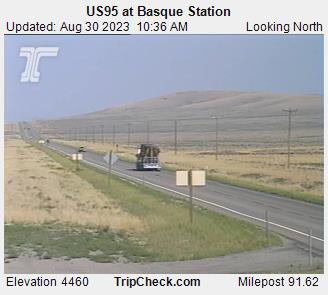 US95 at Basque Station
Updated: Aug 30 2023 10:36 AM Looking North
Elevation 4460 TripCheck.com Milepost 91.62